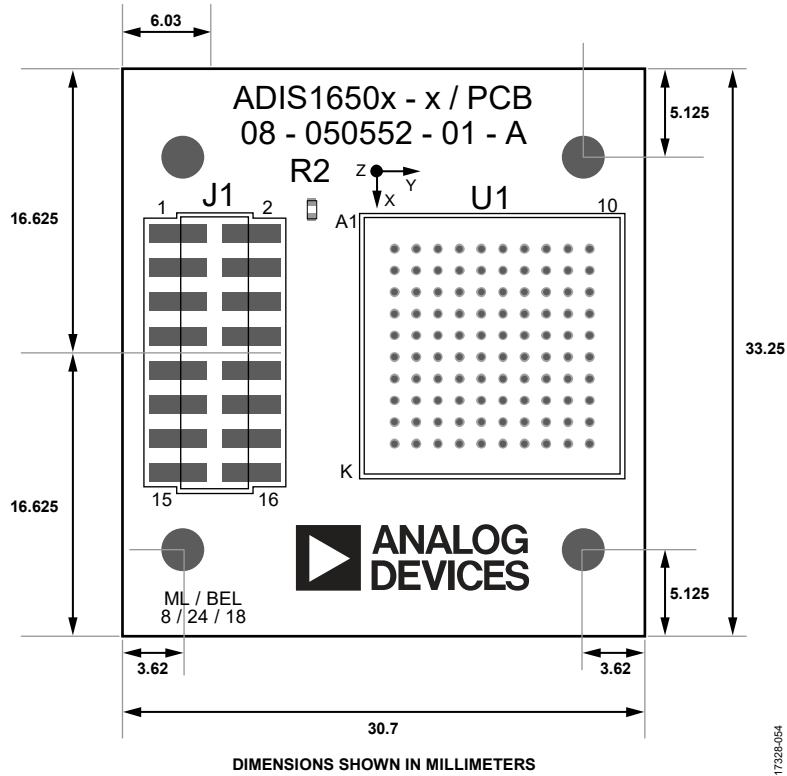 6.03
ADIS1650x - x / PCB
08 - 050552 - 01 - A
5.125
R2
Z
Y
X
J1
U1
1
2
A1
10
16.625
33.25
K
15
16
16.625
ANALOG
DEVICES
5.125
ML / BEL
8 / 24 / 18
3.62
3.62
30.7
DIMENSIONS SHOWN IN MILLIMETERS
17328-054